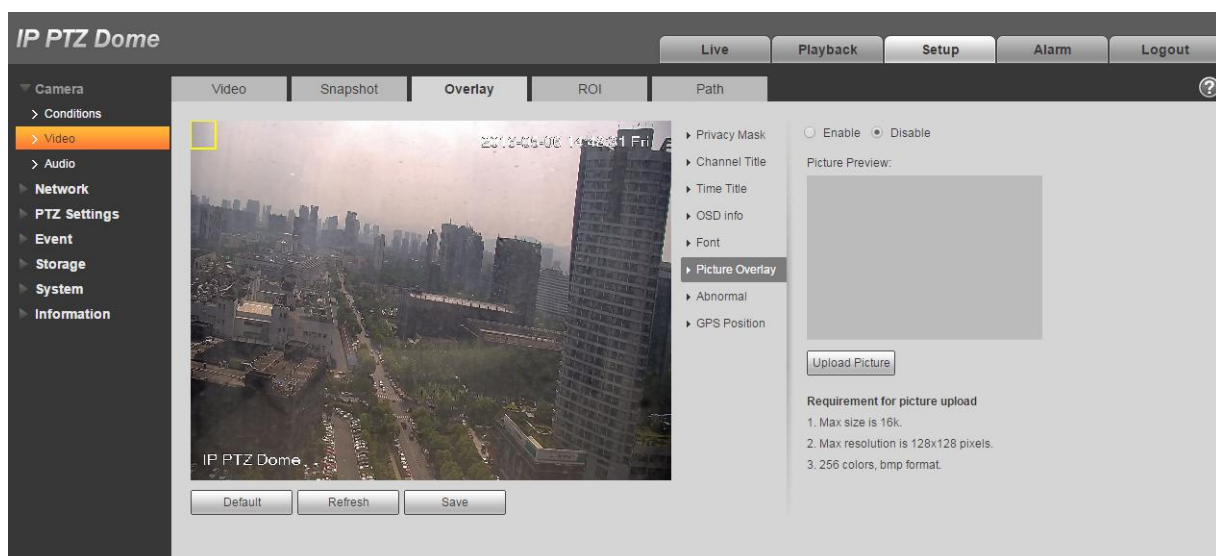 IP PTZ Dome
Live Playback Setup Alarm Logout
Camera
Conditions
Video
Audio
Network
PTZ Settings
Event
Storage
System
Information
Video Snapshot Overlay ROI Path
?
Fri
IP PTZ Dome
Default Refresh Save
Privacy Mask
Channel Title
Time Title
OSD info
Font
Picture Overlay
Abnormal
GPS Position
Enable Disable
Picture Preview:
Upload Picture
Requirement for picture upload
1. Max size is 16k.
2. Max resolution is 128x128 pixels.
3. 256 colors, bmp format.